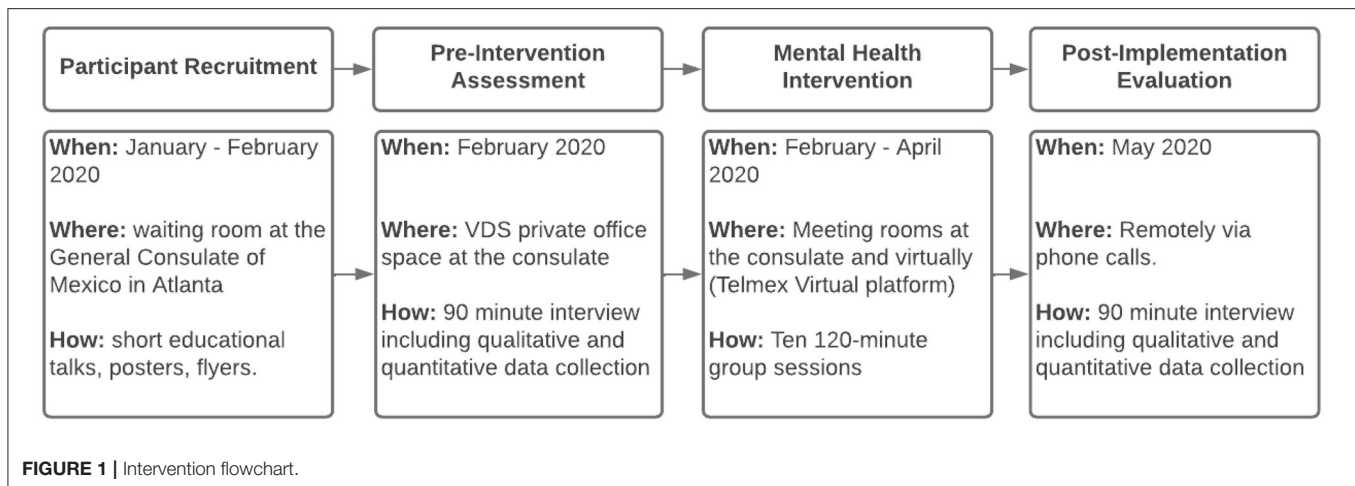 Participant Recruitment
Pre-Intervention
Assessment
Mental Health
Intervention
Post-Implementation
Evaluation
When: January - February
2020
Where: waiting room at the
General Consulate of
Mexico in Atlanta
How: short educational
talks, posters, flyers.
When: February 2020
Where: VDS private office
space at the consulate
How: 90 minute interview
including qualitative and
quantitative data collection
When: February - April
2020
Where: Meeting rooms at
the consulate and virtually
(Telmex Virtual platform)
How: Ten 120-minute
group sessions
When: May 2020
Where: Remotely via
phone calls.
How: 90 minute interview
including qualitative and
quantitative data collection
FIGURE 1 | Intervention flowchart.